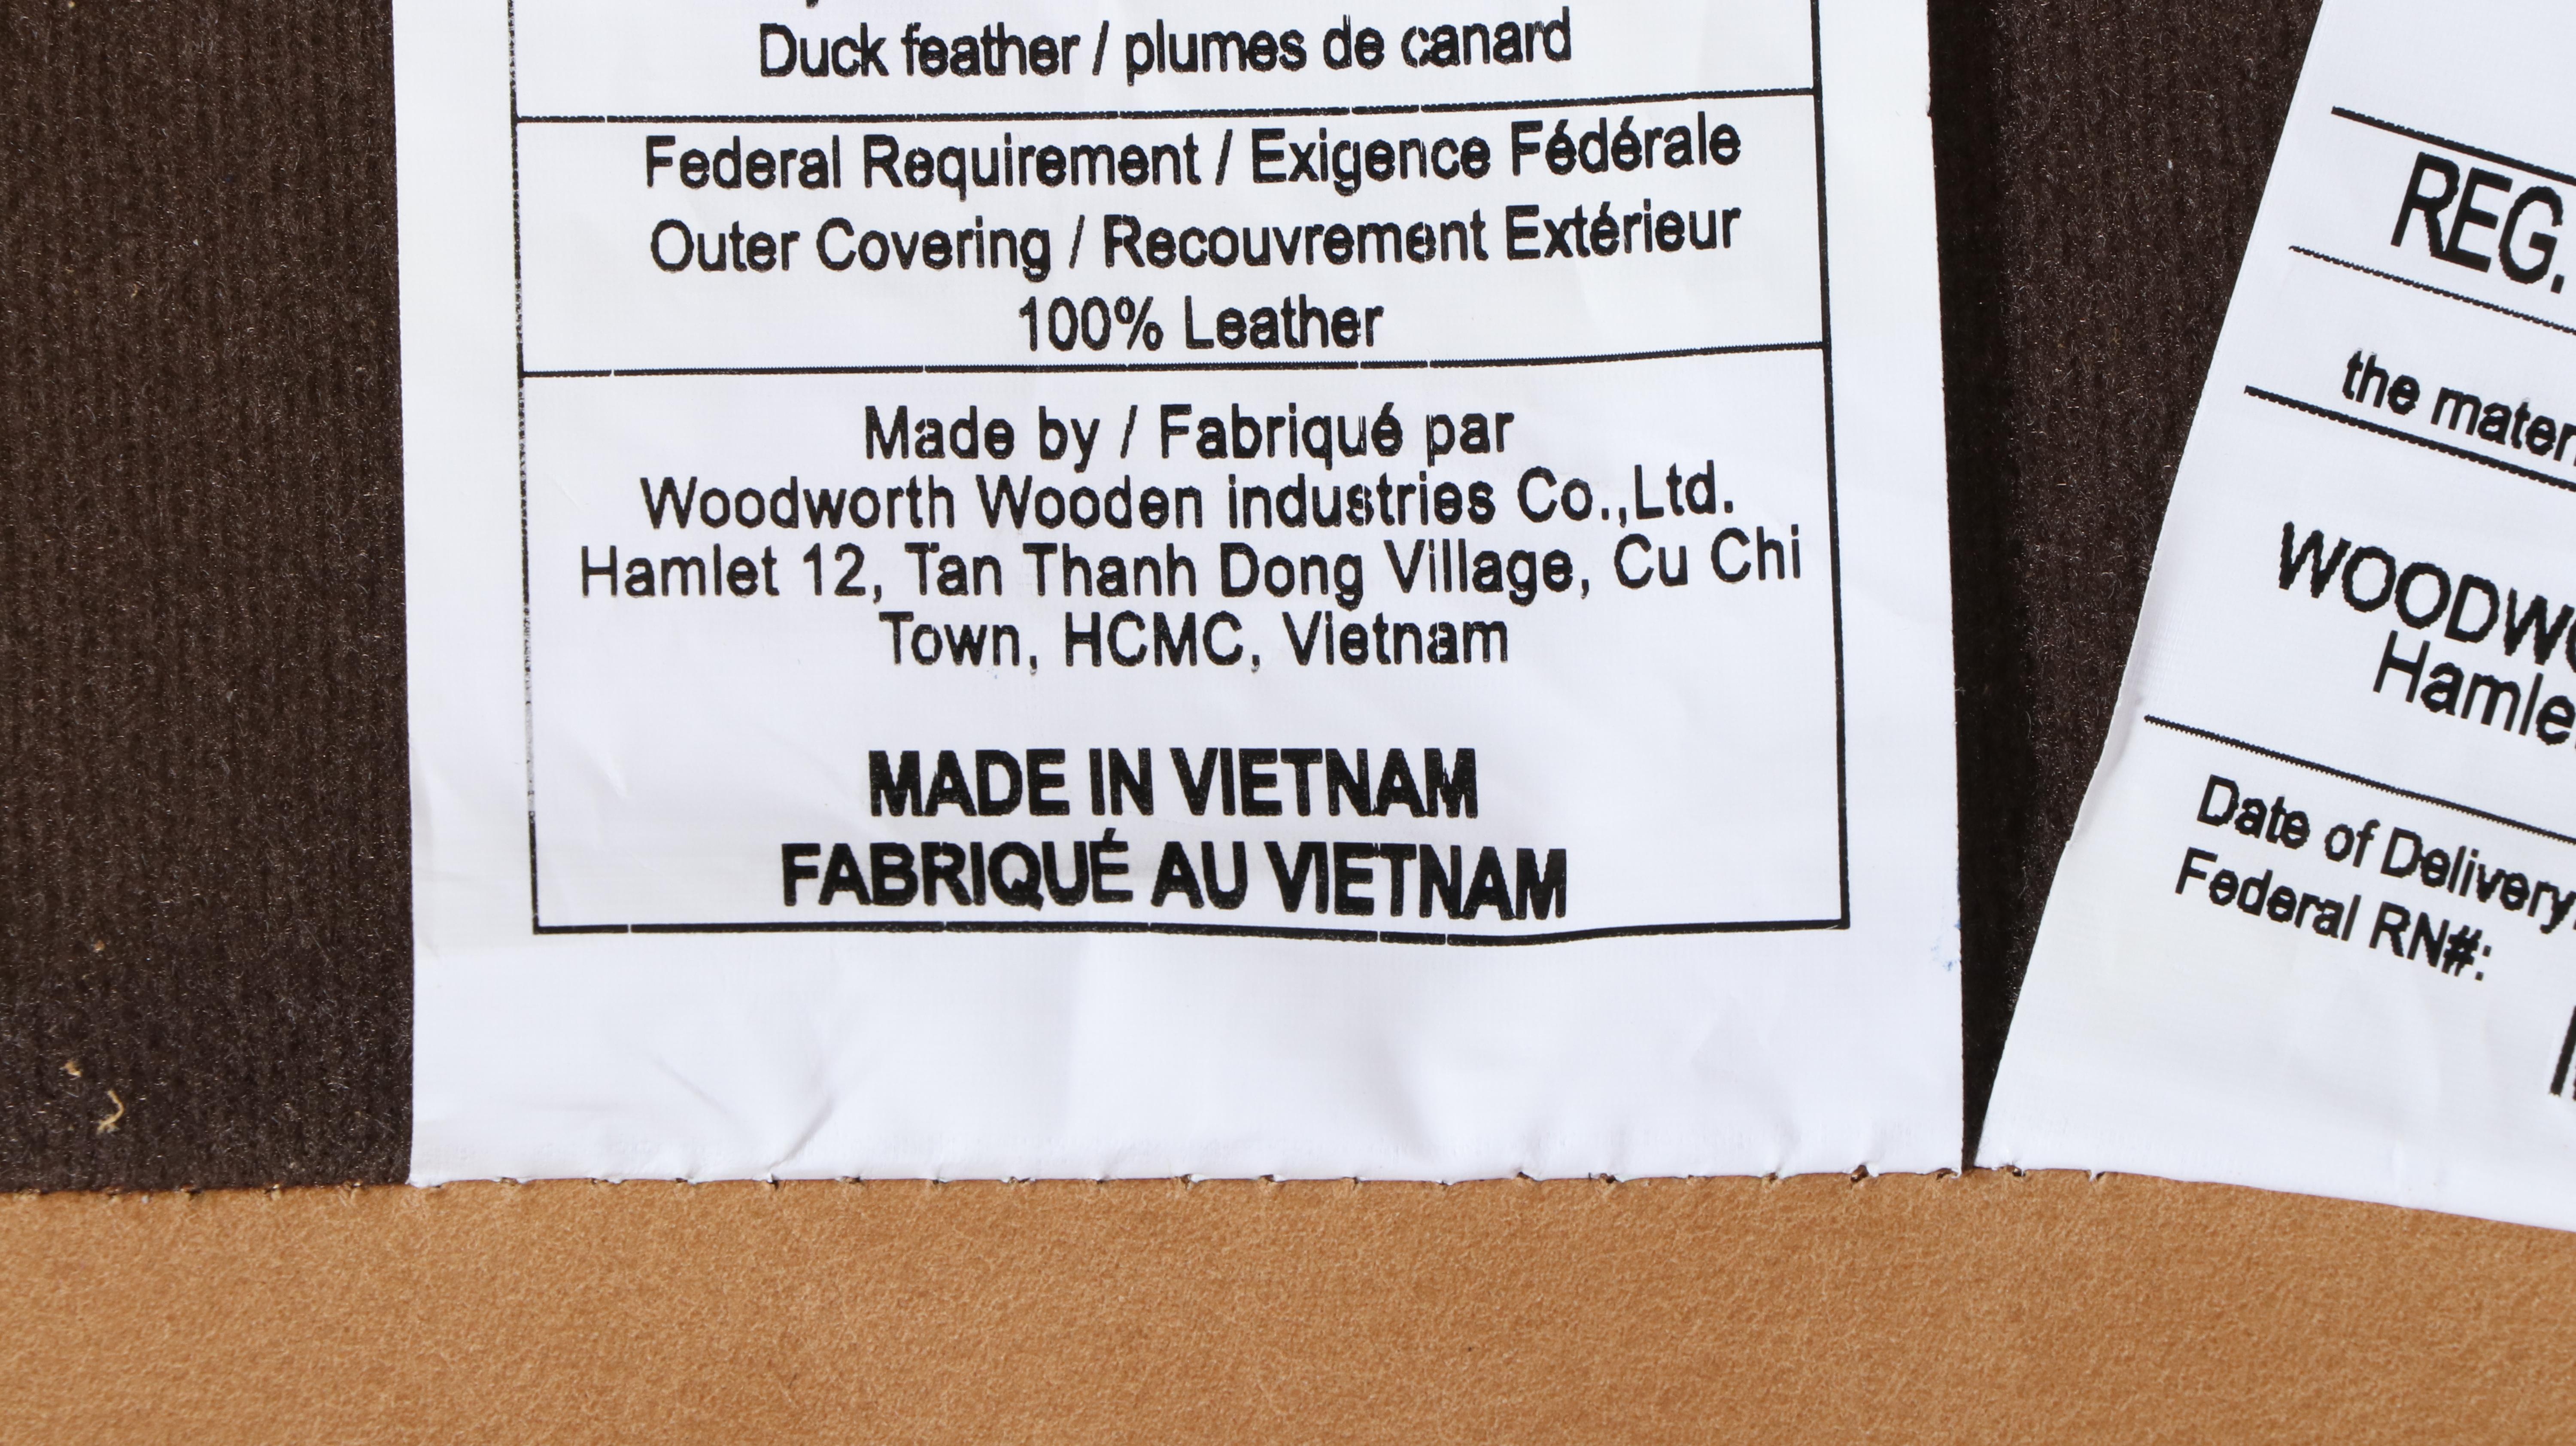 Duck feather / plumes de canard
Federal Requirement / Exigence Fédérale
Outer Covering / Recouvrement Extérieur
100% Leather
Made by / Fabriqué par
Woodworth Wooden industries Co.,Ltd.
Hamlet 12, Tan Thanh Dong Village, Cu Chi
Town, HCMC, Vietnam
MADE IN VIETNAM
FABRIQUÉ AU VIETNAM
REG.
the
Date of Delivery
Federal RN#: